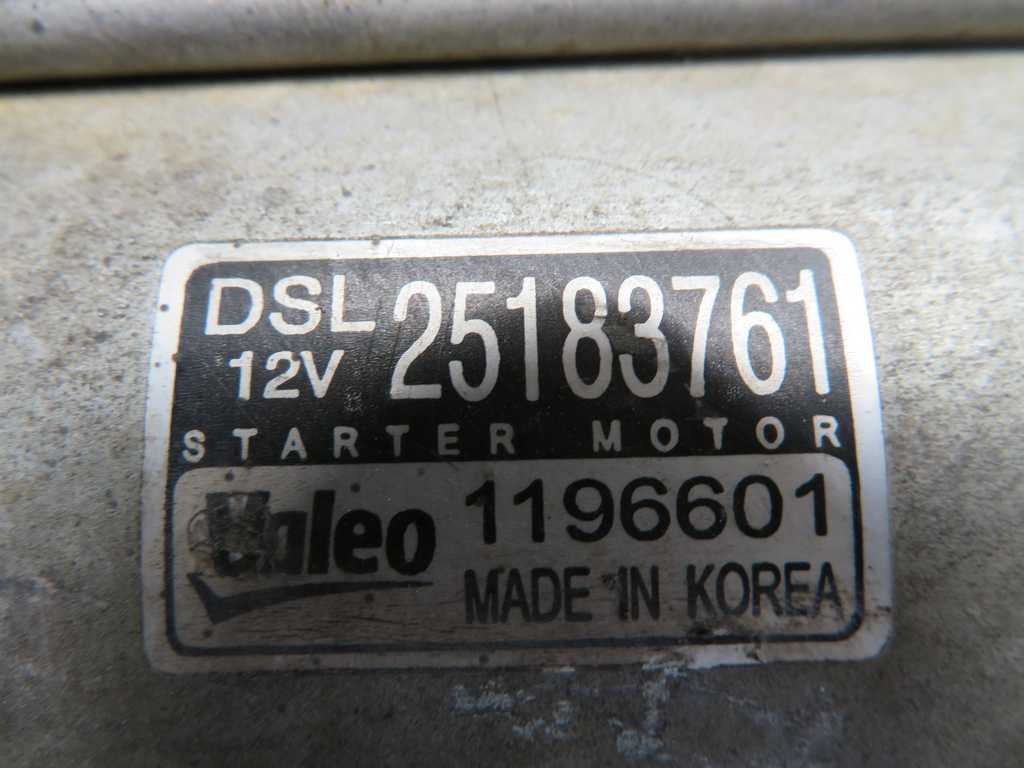 DSL 25183761
12V
STARTER MOTOR
Valeo 1196601
MADE IN KOREA